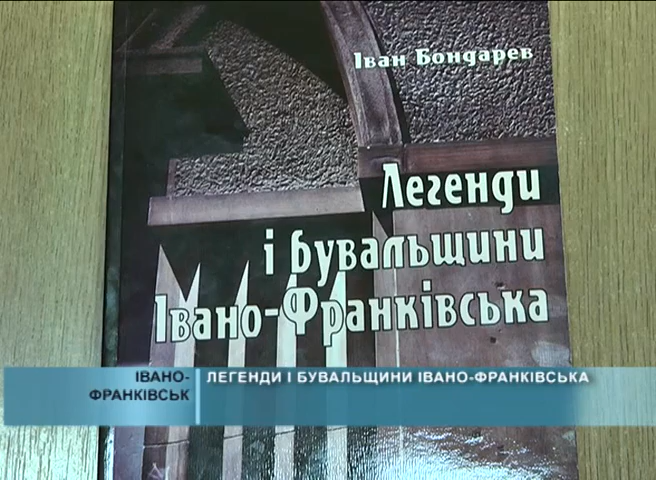 Іван Бондарев
Легенди
і бувальщини
Івано-Франківська
ІВАНО-
ФРАНКІВСЬК
ЛЕГЕНДИ І БУВАЛЬЩИНИ ІВАНО-ФРАНКІВСЬКА